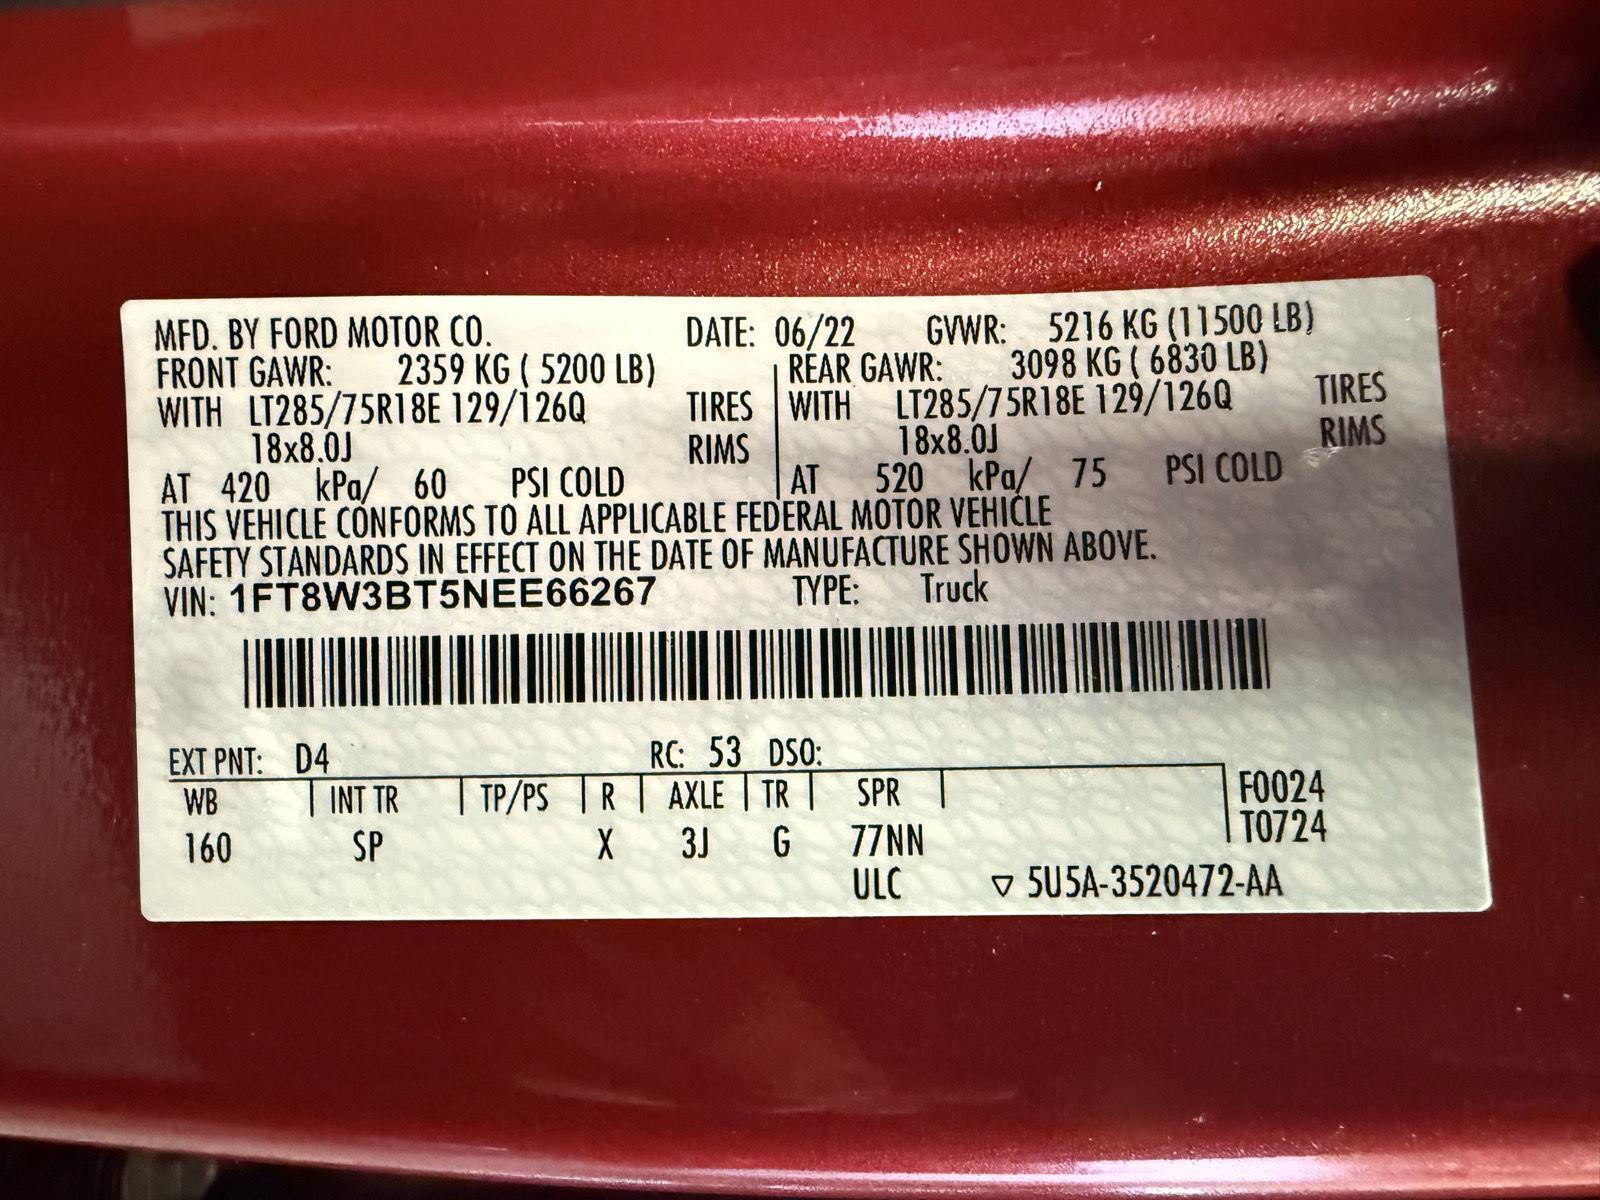 MFD. BY FORD MOTOR CO. DATE: 06/22 GVWR: 5216 KG (11500 LB)
FRONT GAWR: 2359 KG ( 5200 LB) REAR GAWR: 3098 KG ( 6830 LB)
WITH LT285/75R18E 129/126Q TIRES WITH LT285/75R18E 129/126Q TIRES
18x8.0J RIMS 18x8.0J RIMS
AT 420 kPa/ 60 PSI COLD AT 520 kPa/ 75 PSI COLD
THIS VEHICLE CONFORMS TO ALL APPLICABLE FEDERAL MOTOR VEHICLE
SAFETY STANDARDS IN EFFECT ON THE DATE OF MANUFACTURE SHOWN ABOVE.
VIN: 1FT8W3BT5NEE66267 TYPE: Truck
EXT PNT: D4 RC: 53 DSO:
WB INT TR TP/PS R AXLE TR SPR F0024
160 SP X 3J G 77NN T0724
ULC ▽ 5U5A-3520472-AA